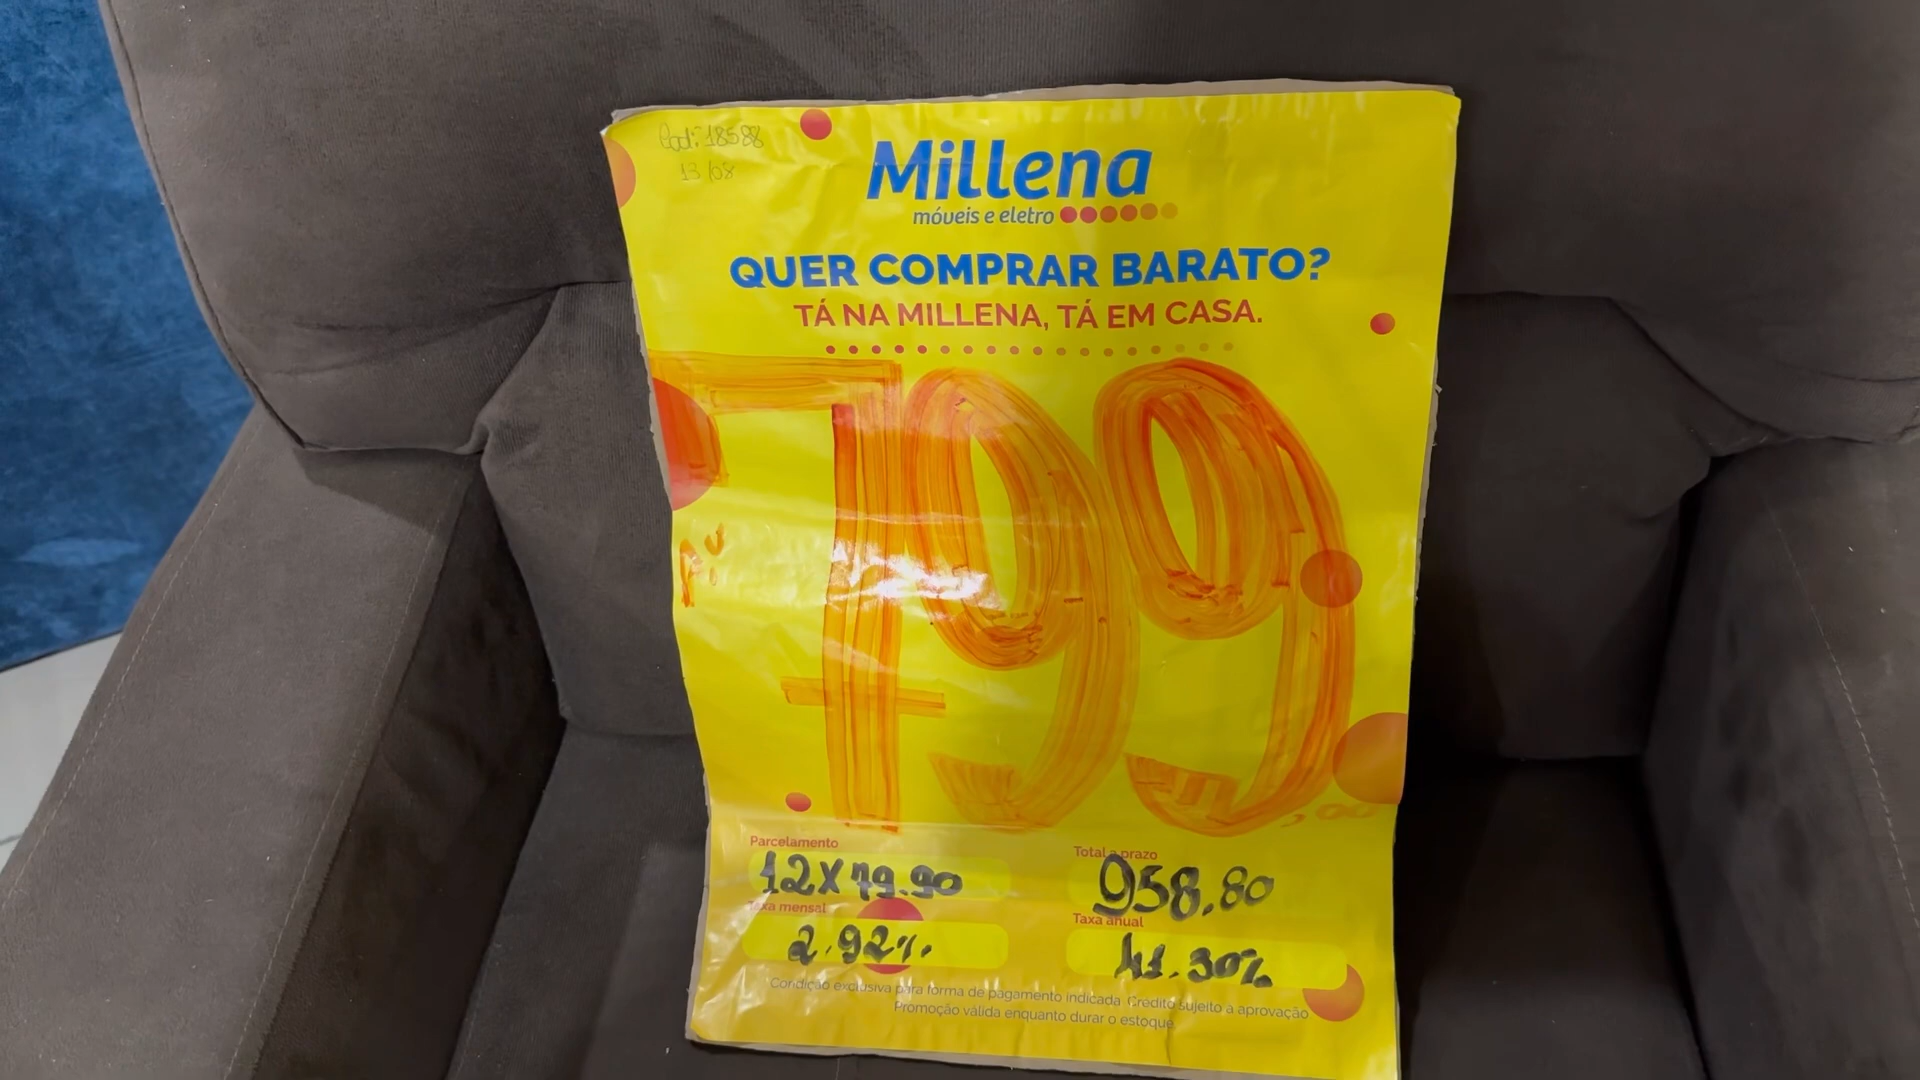 Cod: 18588
13/08
Millena
móveis e eletro
QUER COMPRAR BARATO?
TÁ NA MILLENA, TÁ EM CASA.
799,00
Parcelamento
12X79.90
Total a prazo
958,80
Taxa mensal
2.92%
Taxa anual
41.30%
Condição exclusiva para forma de pagamento indicada. Crédito sujeito a aprovação
Promoção válida enquanto durar o estoque